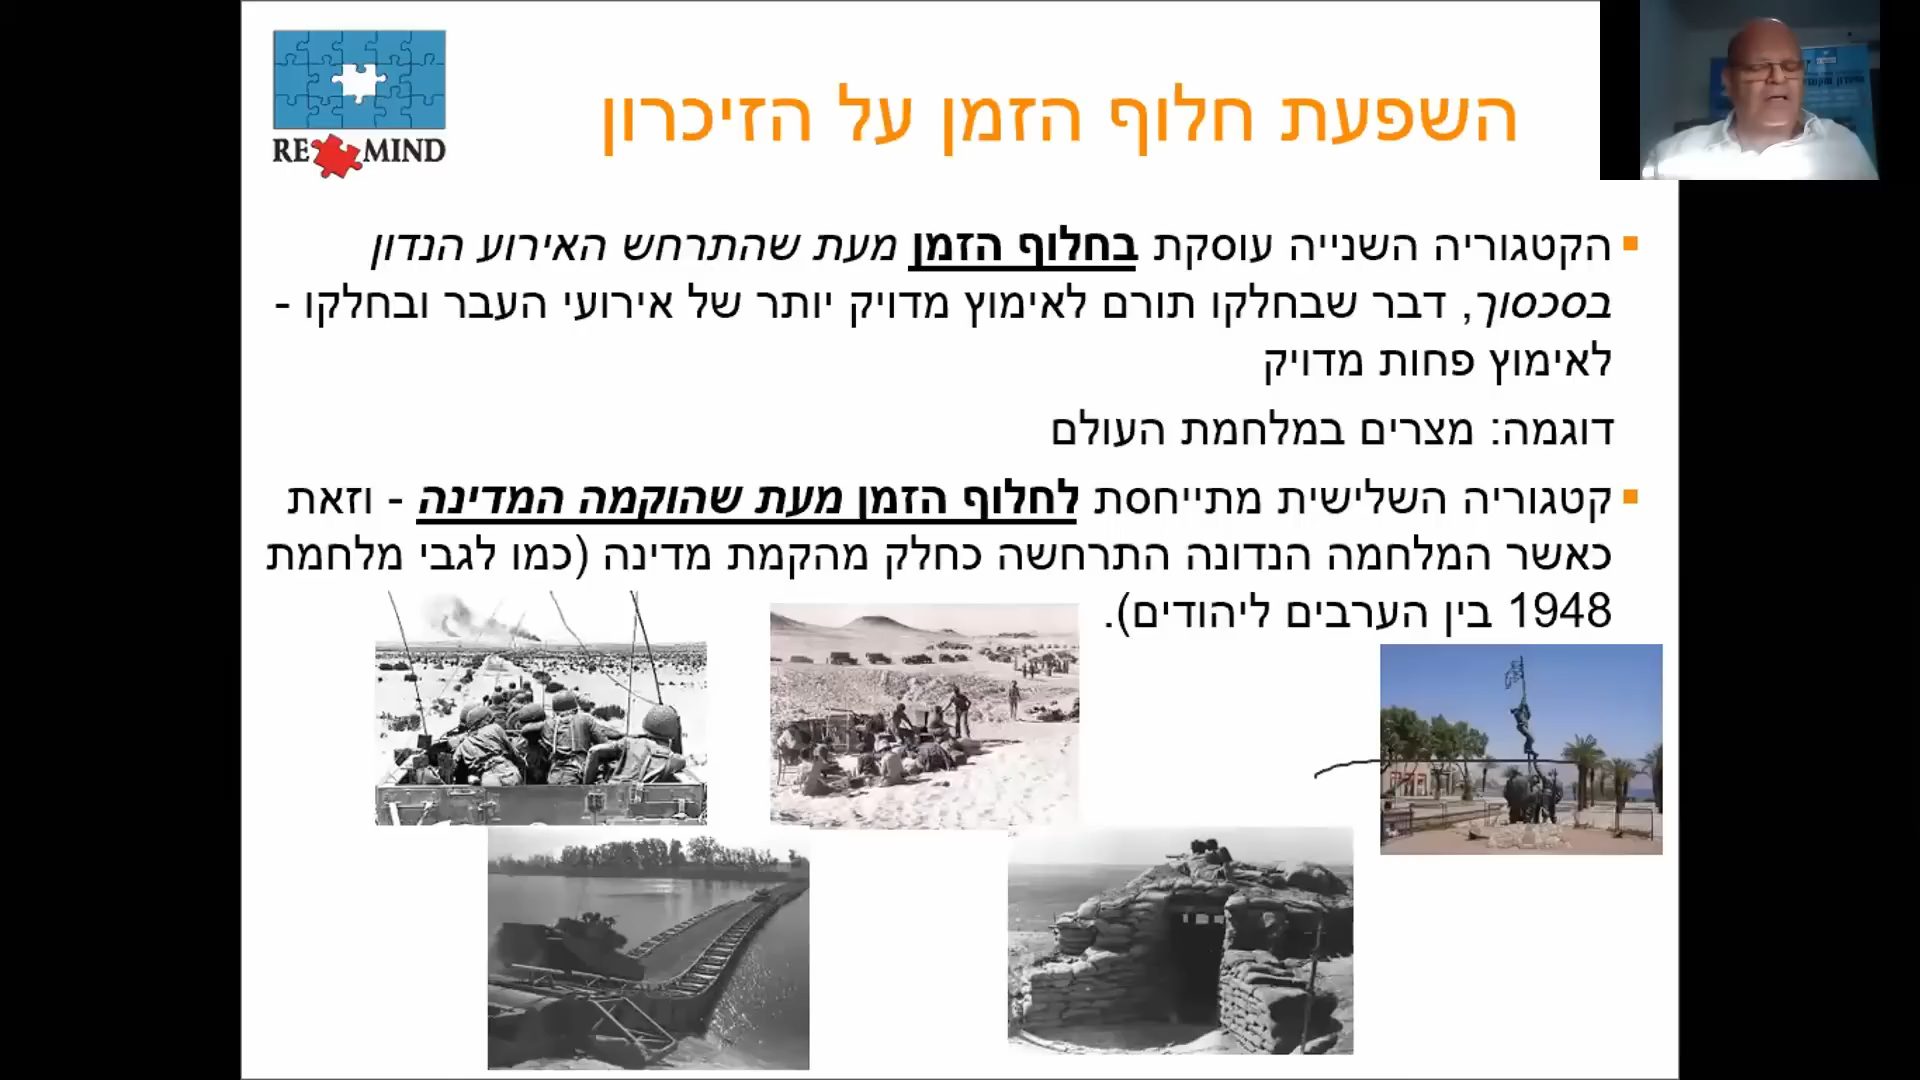 RE MIND
השפעת חלוף הזמן על הזיכרון
הקטגוריה השנייה עוסקת בחלוף הזמן מעת שהתרחש האירוע הנדון
בסכסוך, דבר שבחלקו תורם לאימוץ מדויק יותר של אירועי העבר ובחלקו -
לאימוץ פחות מדויק
דוגמה: מצרים במלחמת העולם
קטגוריה השלישית מתייחסת לחלוף הזמן מעת שהוקמה המדינה - וזאת
כאשר המלחמה הנדונה התרחשה כחלק מהקמת מדינה (כמו לגבי מלחמת
1948 בין הערבים ליהודים).